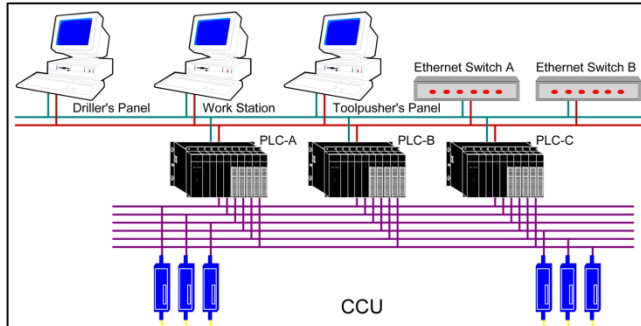 Ethernet Switch A
Ethernet Switch B
Driller's Panel
Work Station
Toolpusher's Panel
PLC-A
PLC-B
PLC-C
CCU